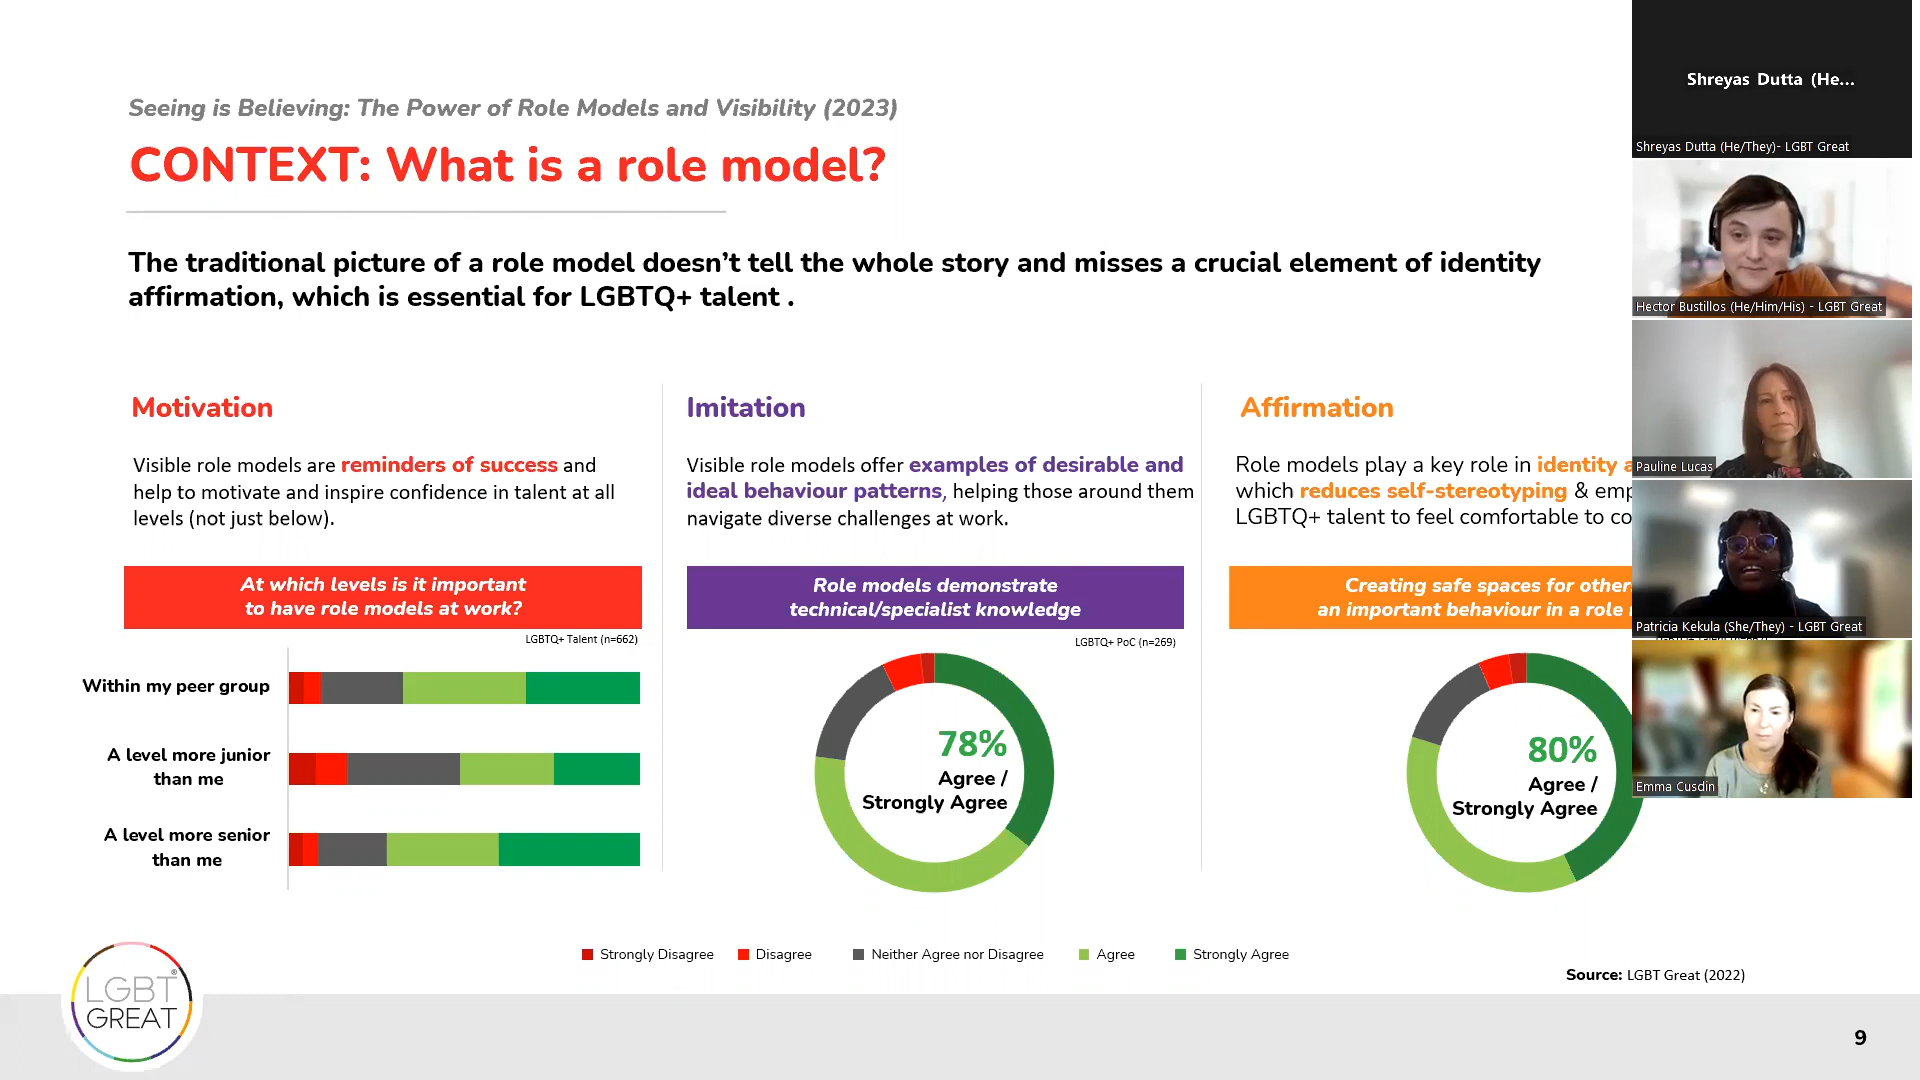 Seeing is Believing: The Power of Role Models and Visibility (2023)
CONTEXT: What is a role model?
The traditional picture of a role model doesn’t tell the whole story and misses a crucial element of identity
affirmation, which is essential for LGBTQ+ talent .
Motivation
Visible role models are reminders of success and
help to motivate and inspire confidence in talent at all
levels (not just below).
At which levels is it important
to have role models at work?
LGBTQ+ Talent (n=662)
Within my peer group
A level more junior
than me
A level more senior
than me
Imitation
Visible role models offer examples of desirable and
ideal behaviour patterns, helping those around them
navigate diverse challenges at work.
Role models demonstrate
technical/specialist knowledge
LGBTQ+ PoC (n=269)
78%
Agree /
Strongly Agree
Affirmation
Role models play a key role in identity
which reduces self-stereotyping &
LGBTQ+ talent to feel comfortable to
Creating safe spaces for other
an important behaviour in a role
80%
Agree /
Strongly Agree
Strongly Disagree
Disagree
Neither Agree nor Disagree
Agree
Strongly Agree
Source: LGBT Great (2022)
LGBT®
GREAT
9
Shreyas Dutta (He...
Shreyas Dutta (He/They)- LGBT Great
Hector Bustillos (He/Him/His) - LGBT Great
Pauline Lucas
Patricia Kekula (She/They) - LGBT Great
Emma Cusdin